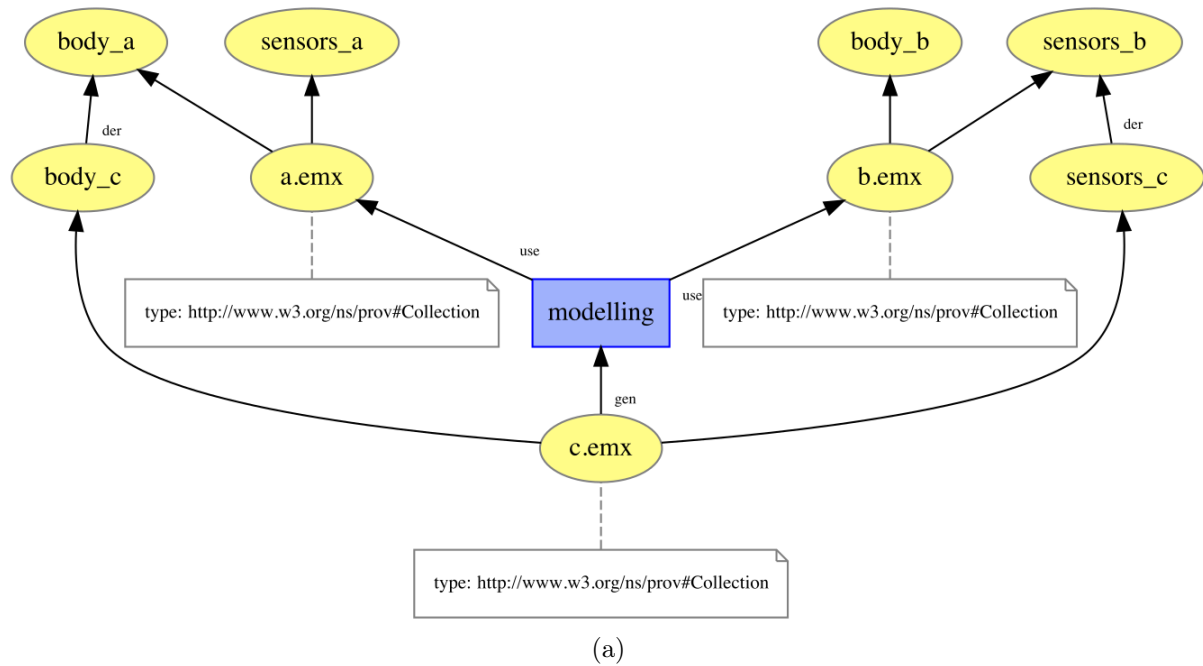 body_a
sensors_a
body_b
sensors_b
der
der
body_c
a.emx
b.emx
sensors_c
use
use
type: http://www.w3.org/ns/prov#Collection
modelling
type: http://www.w3.org/ns/prov#Collection
gen
c.emx
type: http://www.w3.org/ns/prov#Collection
(a)